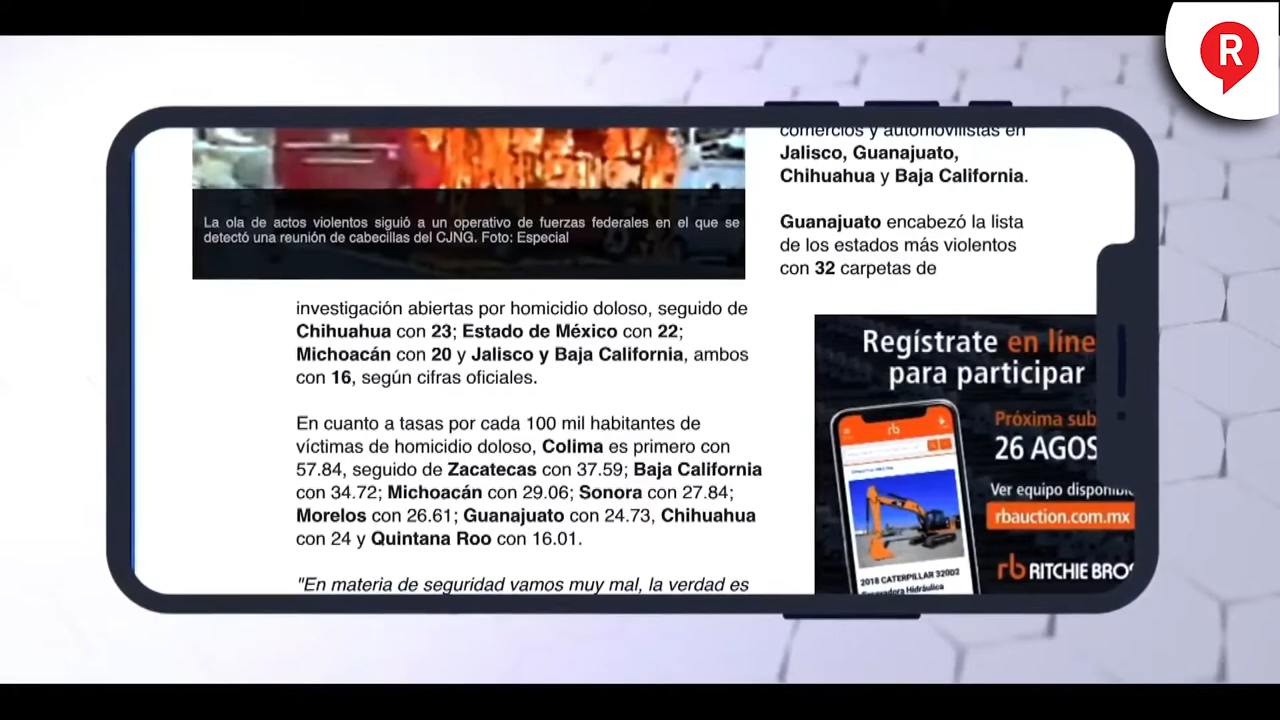 R
comercios y automovilistas en
Jalisco, Guanajuato,
Chihuahua y Baja California.
Guanajuato encabezó la lista
de los estados más violentos
con 32 carpetas de
La ola de actos violentos siguió a un operativo de fuerzas federales en el que se
detectó una reunión de cabecillas del CJNG. Foto: Especial
investigación abiertas por homicidio doloso, seguido de
Chihuahua con 23; Estado de México con 22;
Michoacán con 20 y Jalisco y Baja California, ambos
con 16, según cifras oficiales.
En cuanto a tasas por cada 100 mil habitantes de
víctimas de homicidio doloso, Colima es primero con
57.84, seguido de Zacatecas con 37.59; Baja California
con 34.72; Michoacán con 29.06; Sonora con 27.84;
Morelos con 26.61; Guanajuato con 24.73, Chihuahua
con 24 y Quintana Roo con 16.01.
"En materia de seguridad vamos muy mal, la verdad es
Regístrate en líne
para participar
Próxima sub
26 AGOS
Ver equipo disponib
rbauction.com.mx
rb RITCHIE BRO
rb
2018 CATERPILLAR 320D2
Excavadora Hidráulica